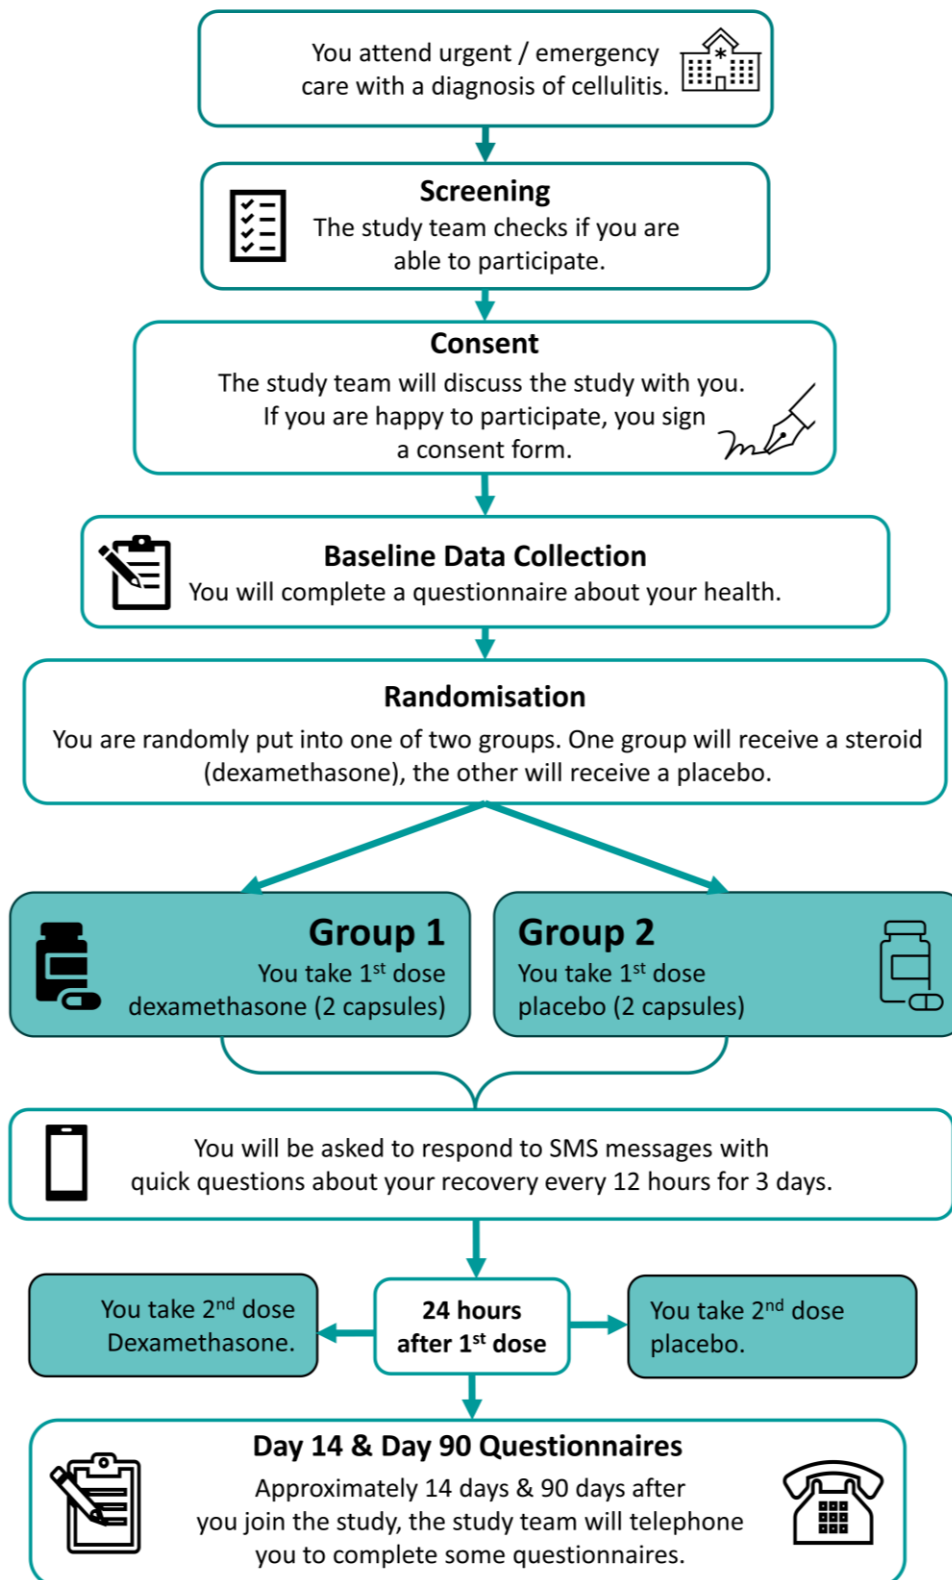 You attend urgent / emergency
care with a diagnosis of cellulitis.
Screening
The study team checks if you are
able to participate.
Consent
The study team will discuss the study with you.
If you are happy to participate, you sign
a consent form.
Baseline Data Collection
You will complete a questionnaire about your health.
Randomisation
You are randomly put into one of two groups. One group will receive a steroid
(dexamethasone), the other will receive a placebo.
Group 1
You take 1st dose
dexamethasone (2 capsules)
Group 2
You take 1st dose
placebo (2 capsules)
You will be asked to respond to SMS messages with
quick questions about your recovery every 12 hours for 3 days.
You take 2nd dose
Dexamethasone.
24 hours
after 1st dose
You take 2nd dose
placebo.
Day 14 & Day 90 Questionnaires
Approximately 14 days & 90 days after
you join the study, the study team will telephone
you to complete some questionnaires.